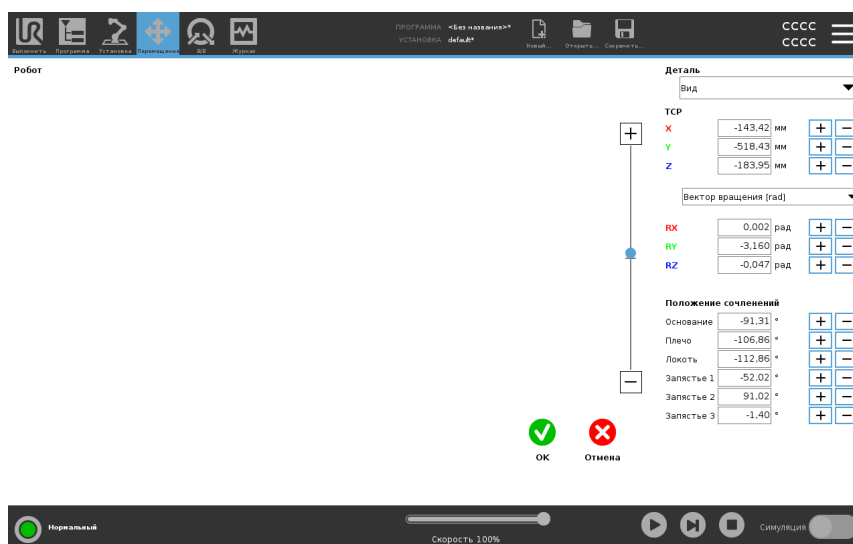 ПРОГРАММА <Без названия>*
УСТАНОВКА default*
CCCC
CCCC
Выполнить Программа Установка Перемещение В/В Журнал
Новый... Открыть... Сохранить...
Робот
Деталь
Вид
TCP
X -143,42 мм + −
Y -518,43 мм + −
Z -183,95 мм + −
Вектор вращения [rad]
RX 0,002 рад + −
RY -3,160 рад + −
RZ -0,047 рад + −
Положение сочленений
Основание -91,31 ° + −
Плечо -106,86 ° + −
Локоть -112,86 ° + −
Запястье 1 -52,02 ° + −
Запястье 2 91,02 ° + −
Запястье 3 -1,40 ° + −
OK Отмена
Нормальный
Скорость 100%
Симуляция